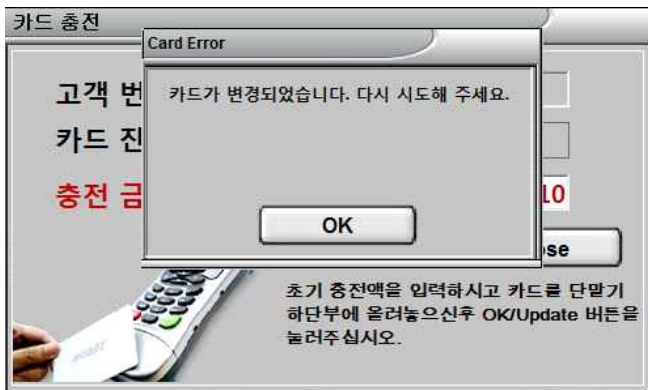 카드 충전
Card Error
카드가 변경되었습니다. 다시 시도해 주세요.
고객 번
카드 진
충전 금
10
OK
ose
초기 충전액을 입력하시고 카드를 단말기
하단부에 올려놓으신후 OK/Update 버튼을
눌러주십시오.